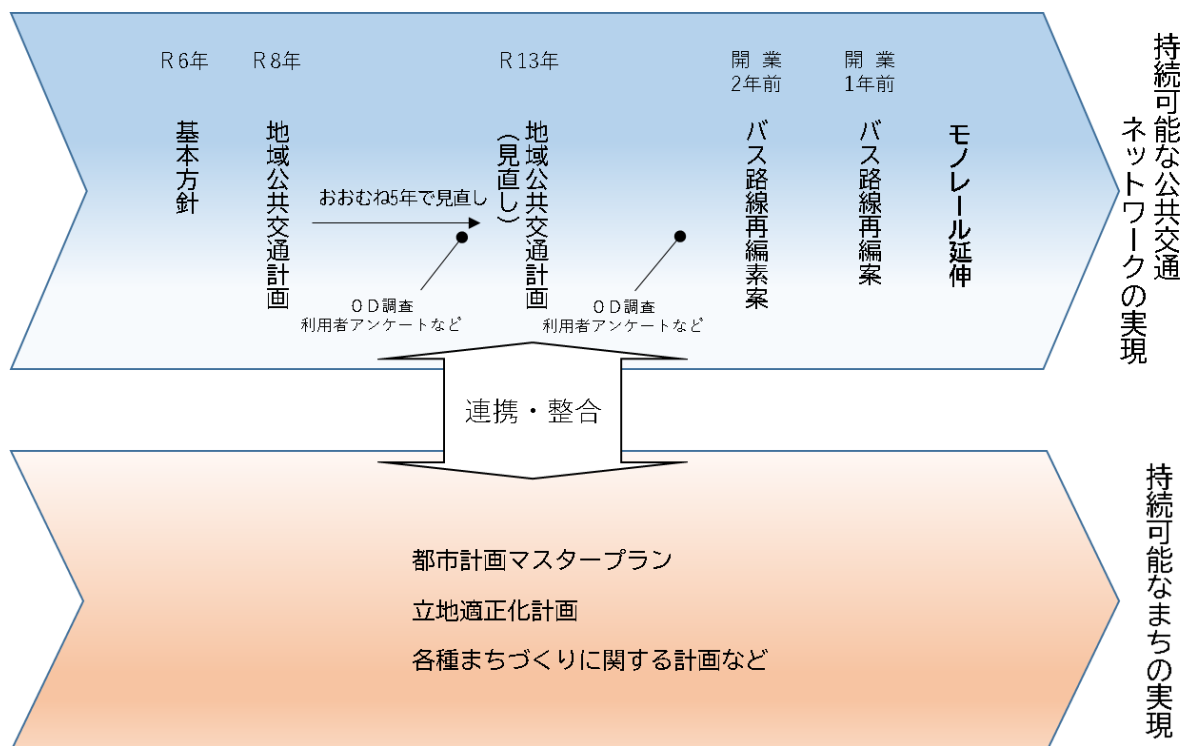 R6年
R8年
R13年
開業
2年前
開業
1年前
基本方針
地域公共交通計画
おおむね5年で見直し
地域公共交通計画
（見直し）
バス路線再編素案
バス路線再編案
モノレール延伸
OD調査
利用者アンケートなど
OD調査
利用者アンケートなど
持続可能な公共交通
ネットワークの実現
連携・整合
都市計画マスタープラン
立地適正化計画
各種まちづくりに関する計画など
持続可能なまちの実現